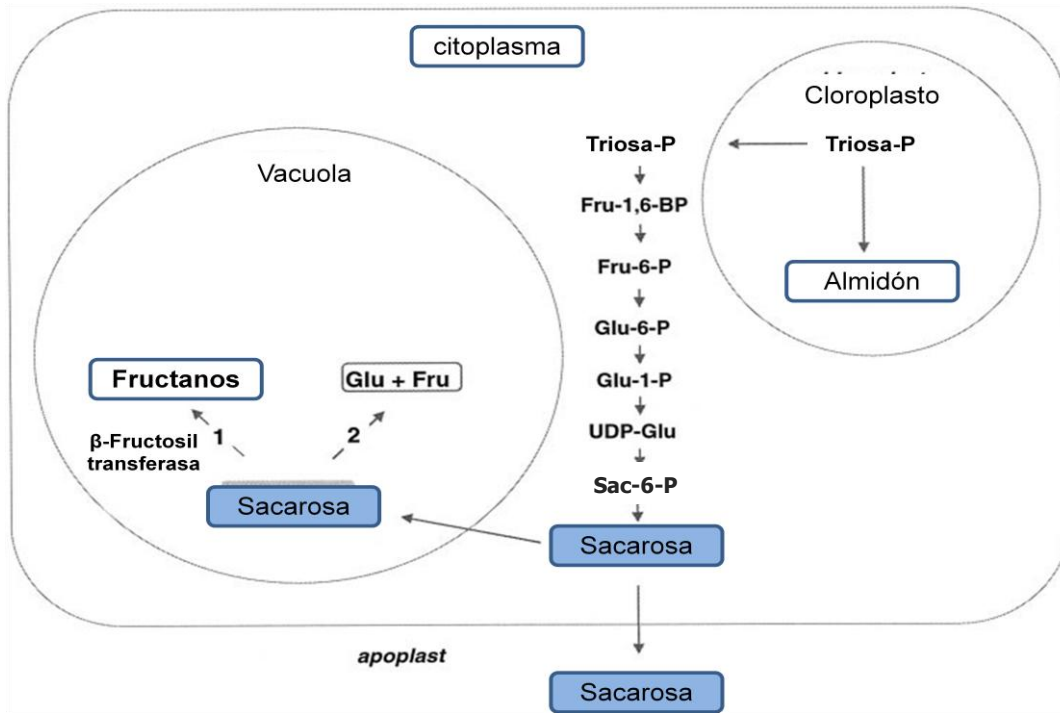 citoplasma
Cloroplasto
Triosa-P
Triosa-P
Vacuola
Fru-1,6-BP
Fru-6-P
Almidón
Glu-6-P
Fructanos
Glu + Fru
Glu-1-P
1
2
β-Fructosil
transferasa
UDP-Glu
Sac-6-P
Sacarosa
Sacarosa
apoplast
Sacarosa